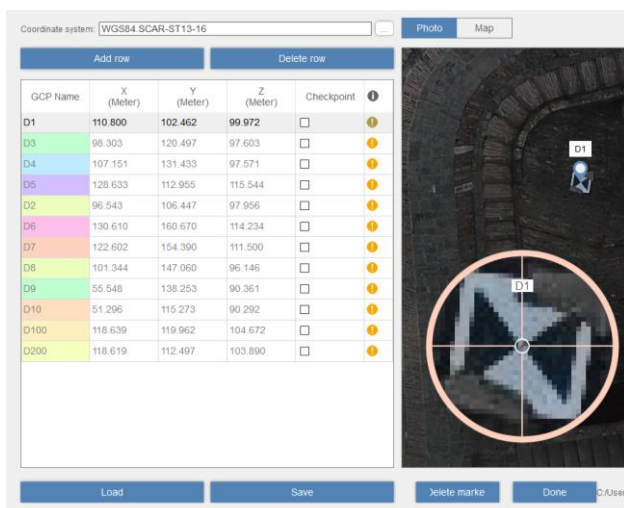 Coordinate system: WGS84.SCAR-ST13-16 ...
Photo Map
Add row Delete row
GCP Name X (Meter) Y (Meter) Z (Meter) Checkpoint
D1 110.800 102.462 99.972
D3 98.303 120.497 97.603
D4 107.151 131.433 97.571
D5 128.633 112.955 115.544
D2 96.543 106.447 97.956
D6 130.610 160.670 114.234
D7 122.602 154.390 111.500
D8 101.344 147.060 96.146
D9 55.548 138.253 90.361
D10 51.296 115.273 90.292
D100 118.639 119.962 104.672
D200 118.619 112.497 103.890
D1
D1
Load Save Delete marke Done C:/User